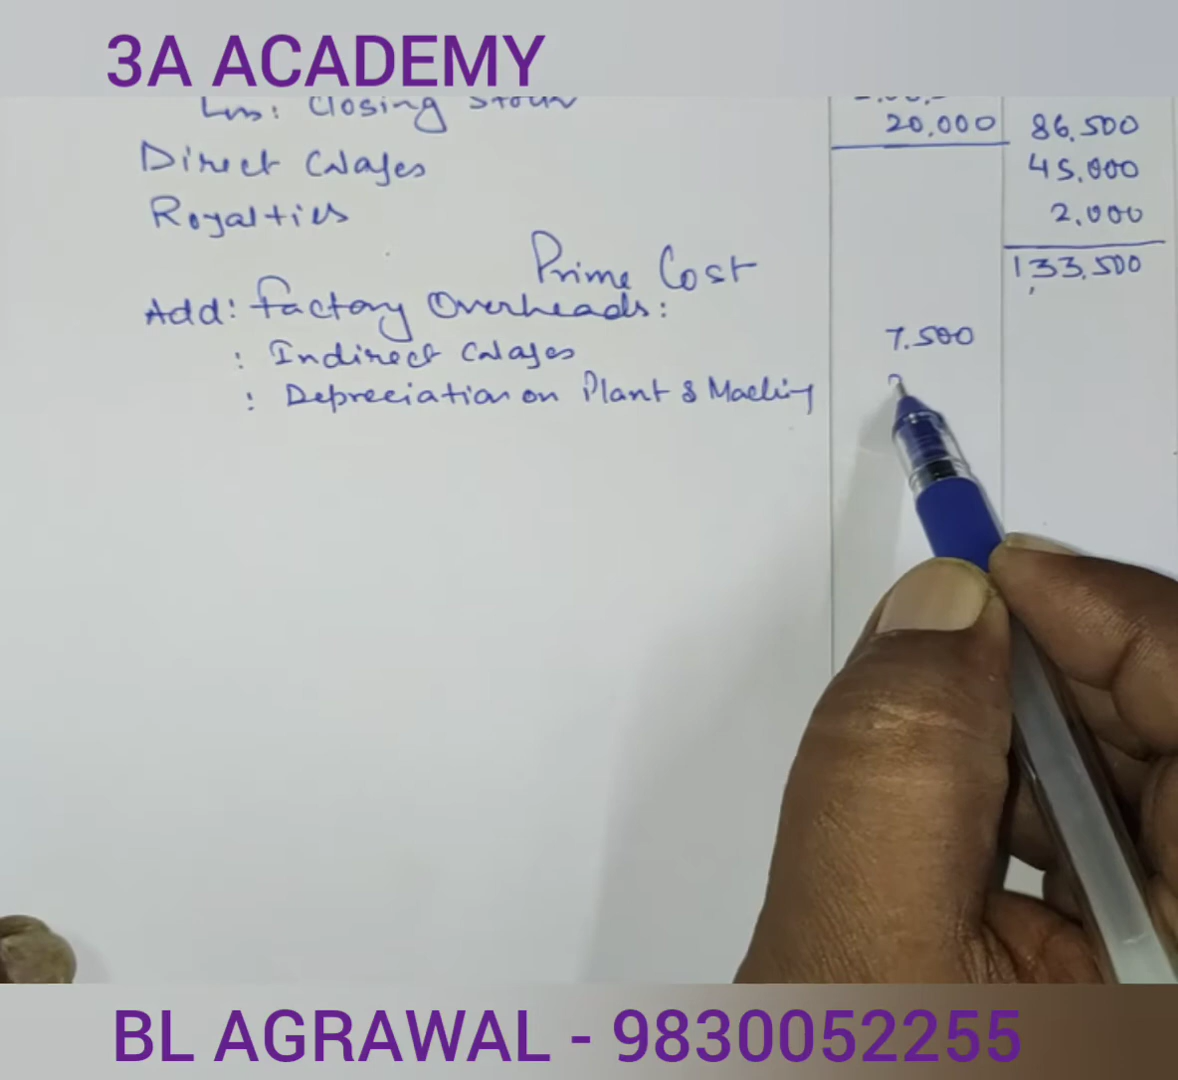 3A ACADEMY
Less: Closing Stock
20,000 86,500
Direct Wages 45,000
Royalties 2,000
Prime Cost 133,500
Add: Factory Overheads:
: Indirect Wages 7,500
: Depreciation on Plant & Machinery
BL AGRAWAL - 9830052255